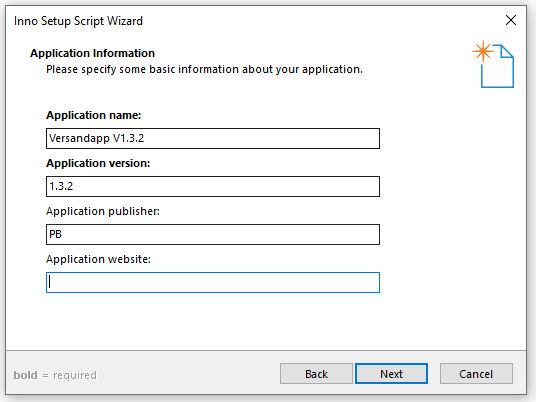 Inno Setup Script Wizard
Application Information
Please specify some basic information about your application.
Application name:
Versandapp V1.3.2
Application version:
1.3.2
Application publisher:
PB
Application website:
bold = required
Back
Next
Cancel